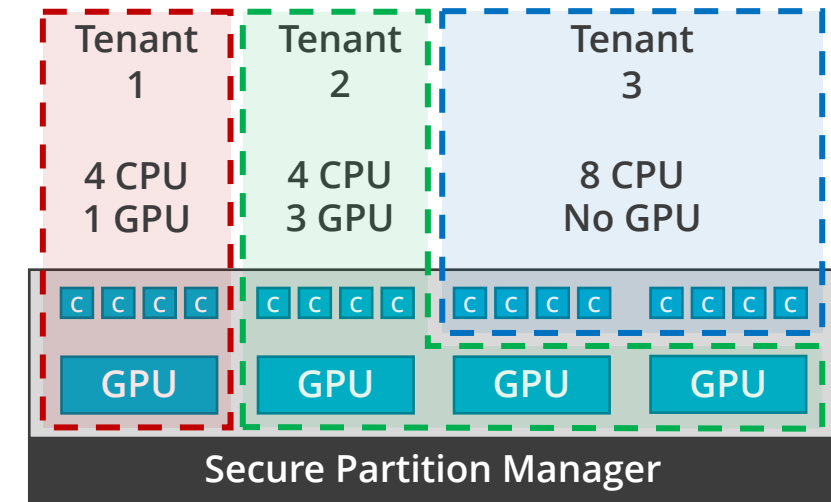 Tenant
1
4 CPU
1 GPU
Tenant
2
4 CPU
3 GPU
Tenant
3
8 CPU
No GPU
C C C C
C C C C
C C C C
C C C C
GPU
GPU
GPU
GPU
Secure Partition Manager